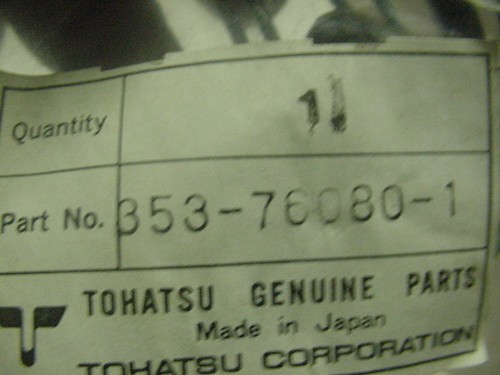 Quantity 1
Part No. 353-76080-1
TOHATSU GENUINE PARTS
Made in Japan
TOHATSU CORPORATION